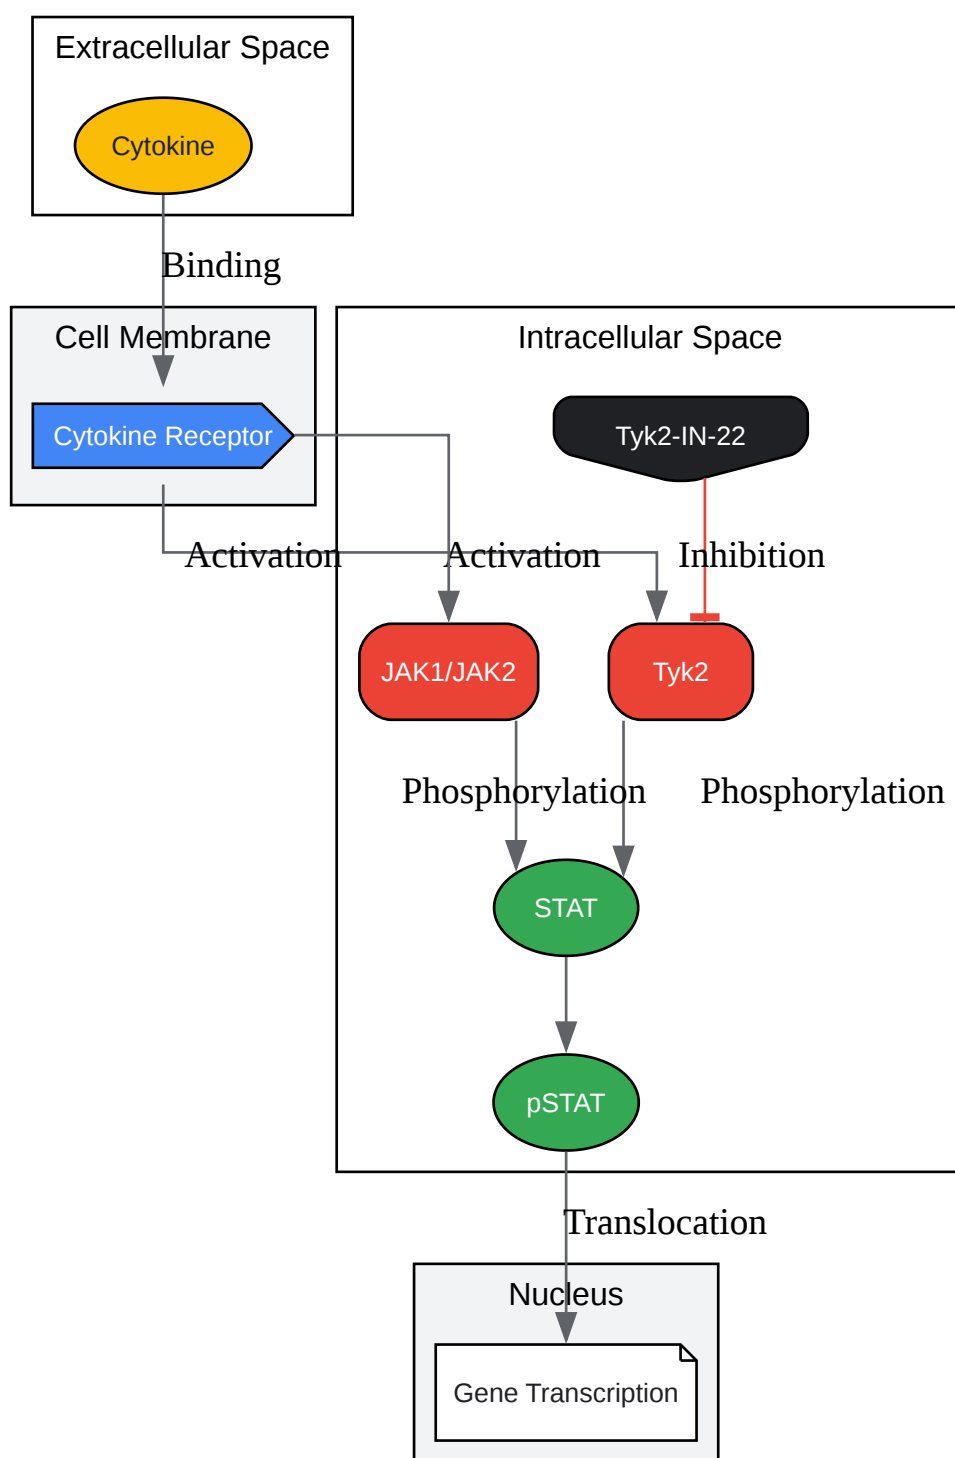 Extracellular Space
Cytokine
Binding
Cell Membrane
Intracellular Space
Cytokine Receptor
Tyk2-IN-22
Activation
Activation
Inhibition
JAK1/JAK2
Tyk2
Phosphorylation
Phosphorylation
STAT
pSTAT
Translocation
Nucleus
Gene Transcription